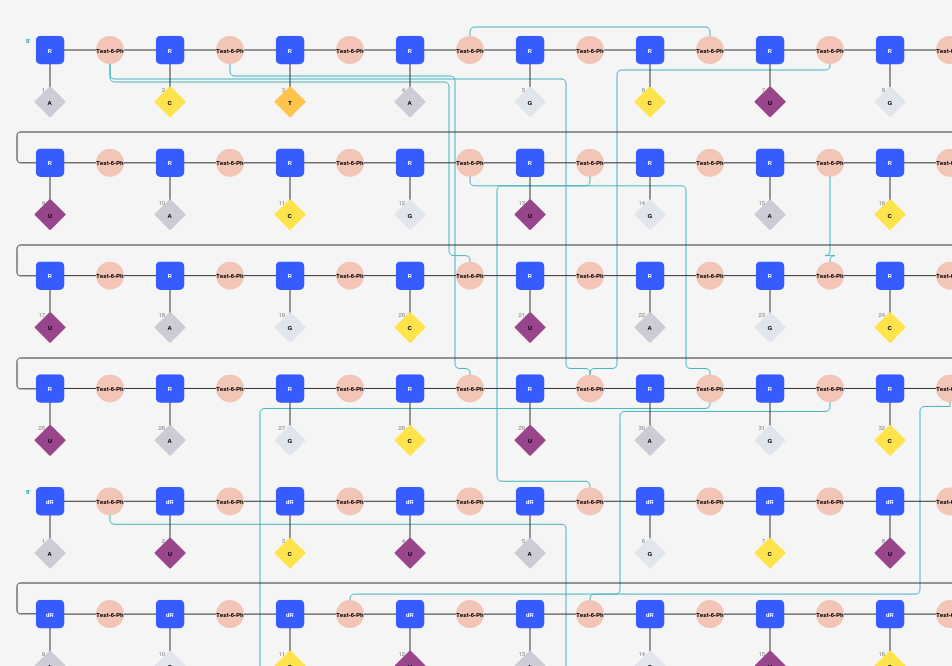 5' R Test-6-Ph R Test-6-Ph R Test-6-Ph R Test-6-Ph R Test-6-Ph R Test-6-Ph R Test-6-Ph R Test-
1 2 3 4 5 6 7 8
A C T A G C U G
R Test-6-Ph R Test-6-Ph R Test-6-Ph R Test-6-Ph R Test-6-Ph R Test-6-Ph R Test-6-Ph R Test-
9 10 11 12 13 14 15 16
U A C G U G A C
R Test-6-Ph R Test-6-Ph R Test-6-Ph R Test-6-Ph R Test-6-Ph R Test-6-Ph R Test-6-Ph R Test-
17 18 19 20 21 22 23 24
U A G C U A G C
R Test-6-Ph R Test-6-Ph R Test-6-Ph R Test-6-Ph R Test-6-Ph R Test-6-Ph R Test-6-Ph R Test-
25 26 27 28 29 30 31 32
U A G C U A G C
5' dR Test-6-Ph dR Test-6-Ph dR Test-6-Ph dR Test-6-Ph dR Test-6-Ph dR Test-6-Ph dR Test-6-Ph dR Test-
1 2 3 4 5 6 7 8
A U C U A G C U
dR Test-6-Ph dR Test-6-Ph dR Test-6-Ph dR Test-6-Ph dR Test-6-Ph dR Test-6-Ph dR Test-6-Ph dR Test-
9 10 11 12 13 14 15 16